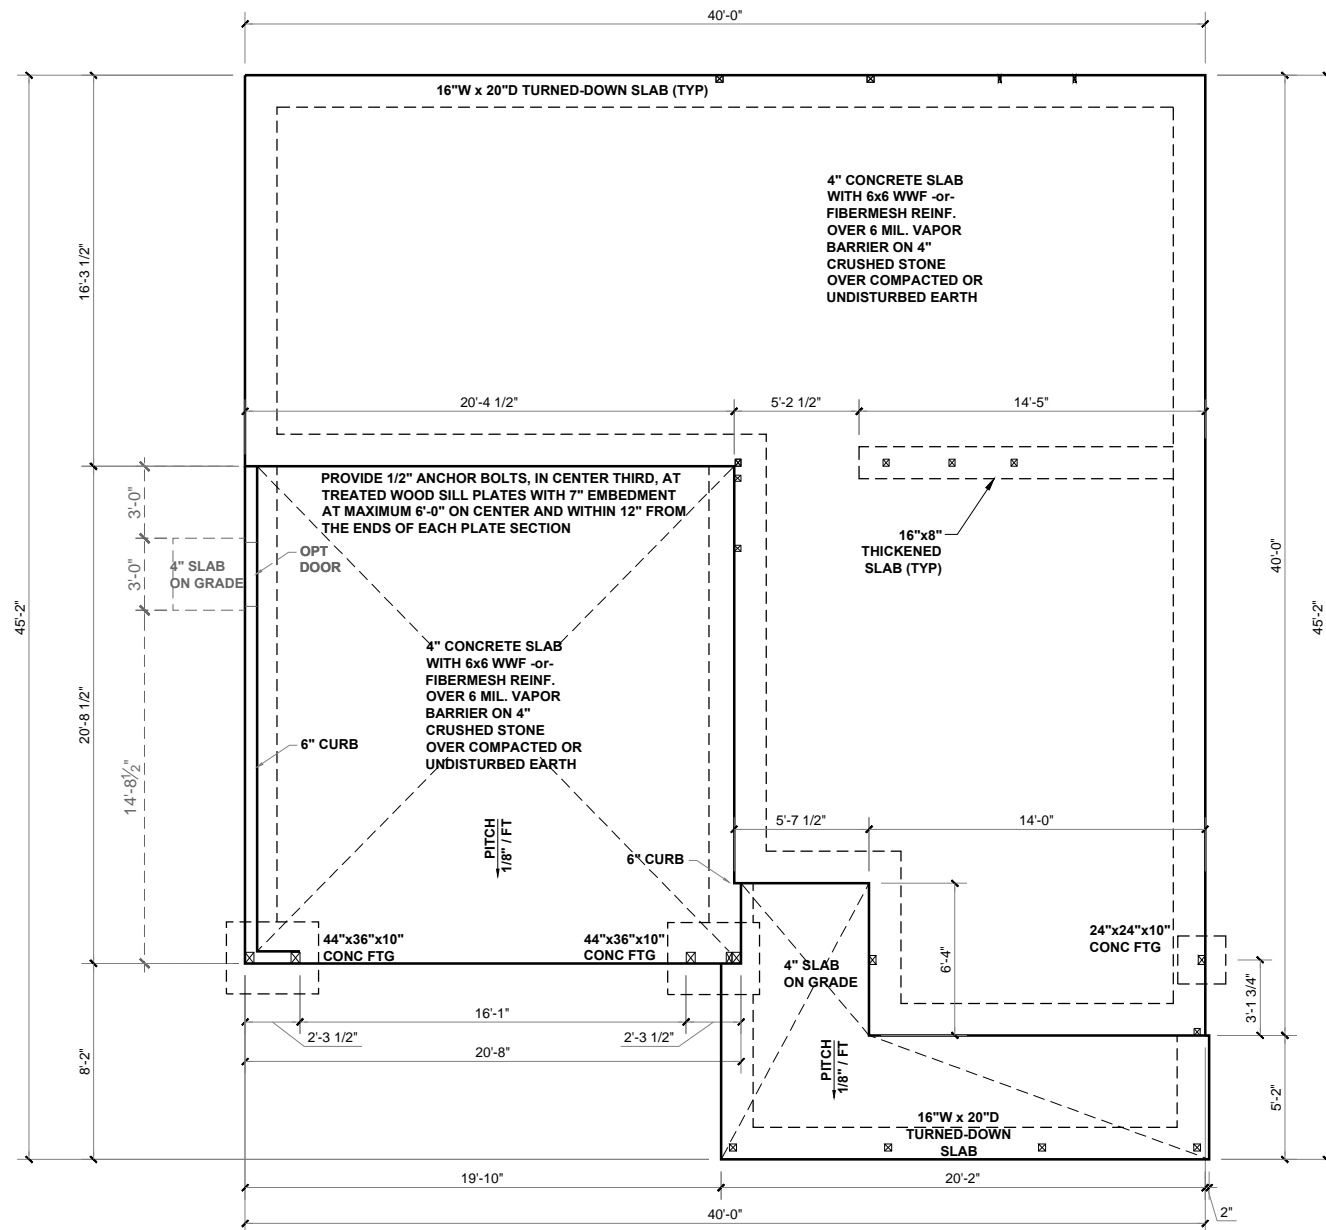 40'-0"
16"W x 20"D TURNED-DOWN SLAB (TYP)
4" CONCRETE SLAB
WITH 6x6 WWF -or-
FIBERMESH REINF.
OVER 6 MIL. VAPOR
BARRIER ON 4"
CRUSHED STONE
OVER COMPACTED OR
UNDISTURBED EARTH
16'-3 1/2"
20'-4 1/2"
5'-2 1/2"
14'-5"
PROVIDE 1/2" ANCHOR BOLTS, IN CENTER THIRD, AT
TREATED WOOD SILL PLATES WITH 7" EMBEDMENT
AT MAXIMUM 6'-0" ON CENTER AND WITHIN 12" FROM
THE ENDS OF EACH PLATE SECTION
3'-0"
OPT
DOOR
4" SLAB
ON GRADE
3'-0"
16"x8"
THICKENED
SLAB (TYP)
40'-0"
45'-2"
45'-2"
4" CONCRETE SLAB
WITH 6x6 WWF -or-
FIBERMESH REINF.
OVER 6 MIL. VAPOR
BARRIER ON 4"
CRUSHED STONE
OVER COMPACTED OR
UNDISTURBED EARTH
20'-8 1/2"
6" CURB
14'-8½"
PITCH
1/8" / FT
5'-7 1/2"
14'-0"
6" CURB
44"x36"x10"
CONC FTG
44"x36"x10"
CONC FTG
24"x24"x10"
CONC FTG
4" SLAB
ON GRADE
6'-4"
3'-1 3/4"
16'-1"
2'-3 1/2"
2'-3 1/2"
20'-8"
8'-2"
PITCH
1/8" / FT
5'-2"
16"W x 20"D
TURNED-DOWN
SLAB
19'-10"
20'-2"
2"
40'-0"